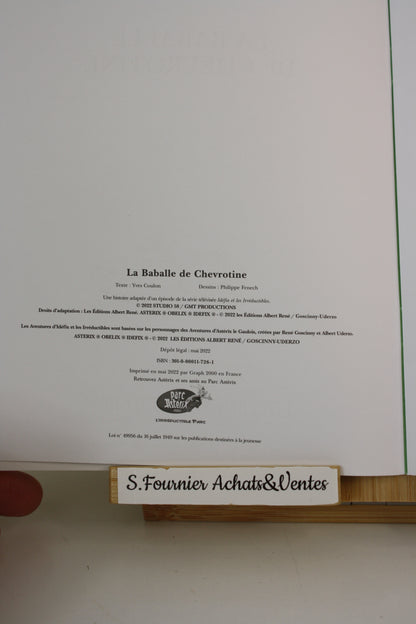 La Baballe de Chevrotine
Texte : Yves Coulon Dessins : Philippe Fenech
Une histoire adaptée d'un épisode de la série télévisée Idéfix et les Irréductibles.
© 2022 STUDIO 58 / GMT PRODUCTIONS
Droits d'adaptation : Les Éditions Albert René. ASTERIX ® OBELIX ® IDEFIX ® - © 2022 les Éditions Albert René / Goscinny-Uderzo
Les Aventures d'Idéfix et les Irréductibles sont basées sur les personnages des Aventures d'Astérix le Gaulois, créées par René Goscinny et Albert Uderzo.
ASTERIX ® OBELIX ® IDEFIX ® - © 2022 LES ÉDITIONS ALBERT RENÉ / GOSCINNY-UDERZO
Dépôt légal : mai 2022
ISBN : 301-0-00011-726-1
Imprimé en mai 2022 par Graph 2000 en France
Retrouvez Astérix et ses amis au Parc Astérix
Parc Astérix
L'IRRÉDUCTIBLE PARC
Loi n° 49956 du 16 juillet 1949 sur les publications destinées à la jeunesse
S.Fournier Achats&Ventes